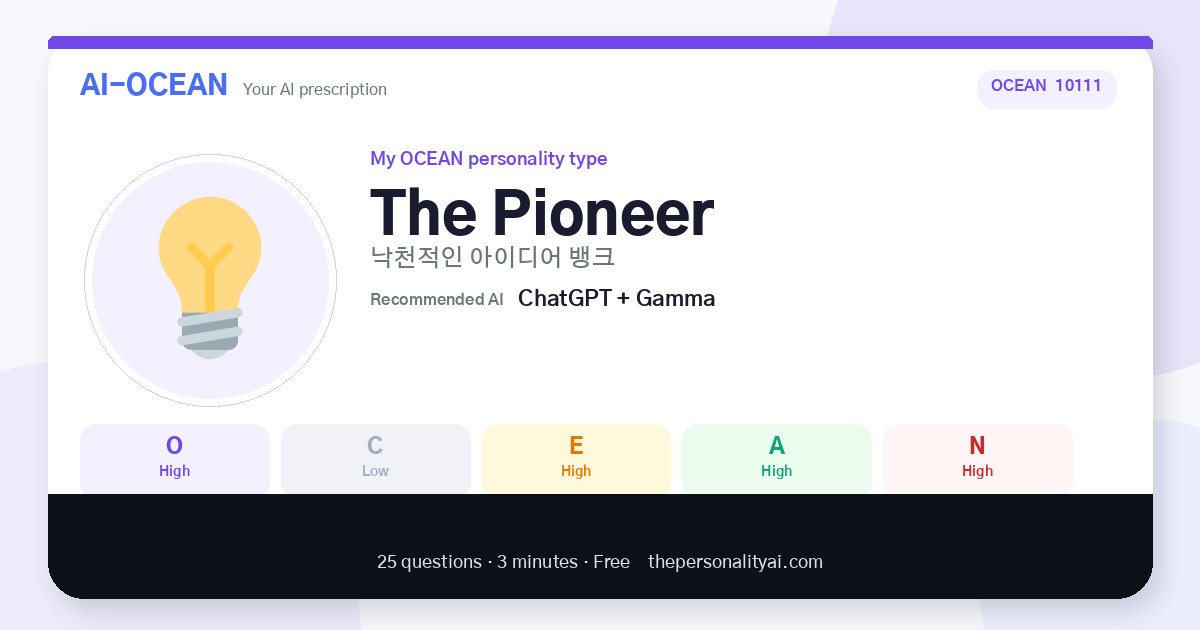 AI-OCEAN Your AI prescription
OCEAN 10111
My OCEAN personality type
The Pioneer
낙천적인 아이디어 뱅크
Recommended AI ChatGPT + Gamma
O
High
C
Low
E
High
A
High
N
High
25 questions · 3 minutes · Free thepersonalityai.com